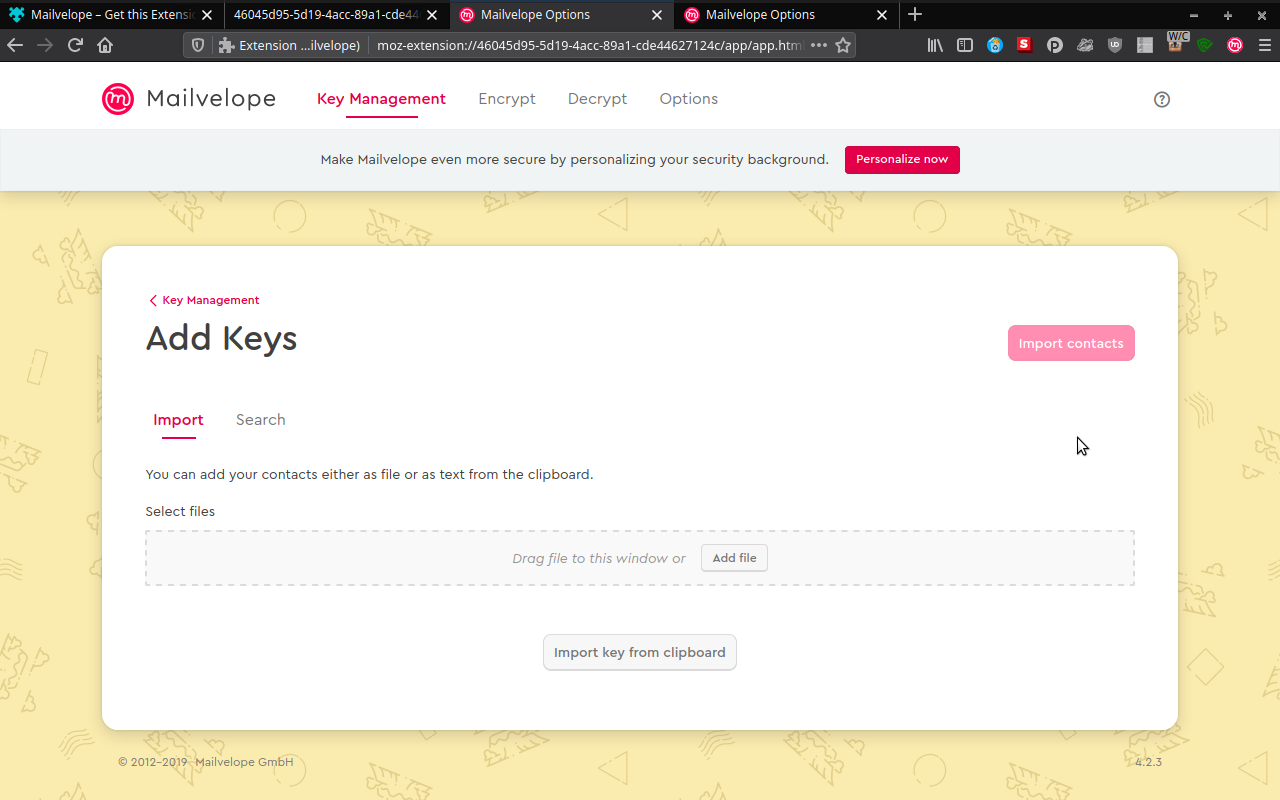 Mailvelope – Get this Extensi
46045d95-5d19-4acc-89a1-cde44
Mailvelope Options
Mailvelope Options
Extension ...ilvelope)
moz-extension://46045d95-5d19-4acc-89a1-cde44627124c/app/app.html
W/C
Mailvelope
Key Management
Encrypt
Decrypt
Options
Make Mailvelope even more secure by personalizing your security background.
Personalize now
Key Management
Add Keys
Import contacts
Import
Search
You can add your contacts either as file or as text from the clipboard.
Select files
Drag file to this window or
Add file
Import key from clipboard
© 2012-2019 Mailvelope GmbH
4.2.3